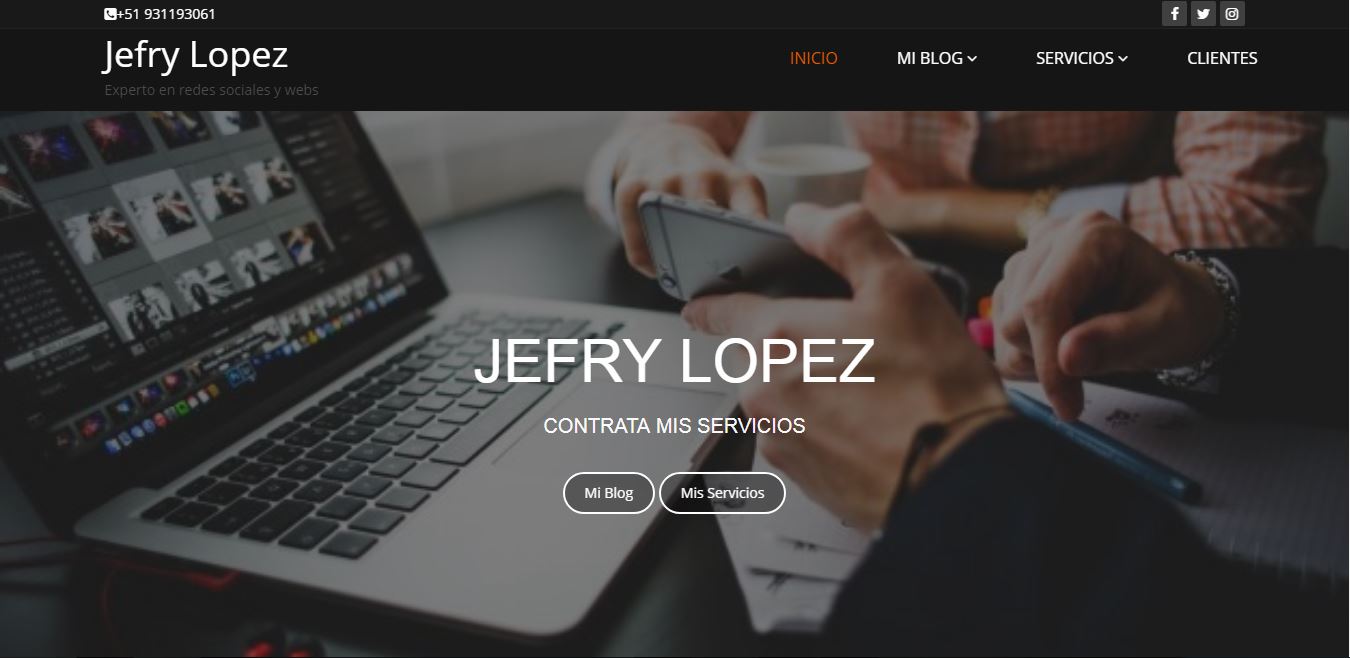 +51 931193061
Jefry Lopez
Experto en redes sociales y webs
INICIO
MI BLOG
SERVICIOS
CLIENTES
JEFRY LOPEZ
CONTRATA MIS SERVICIOS
Mi Blog
Mis Servicios